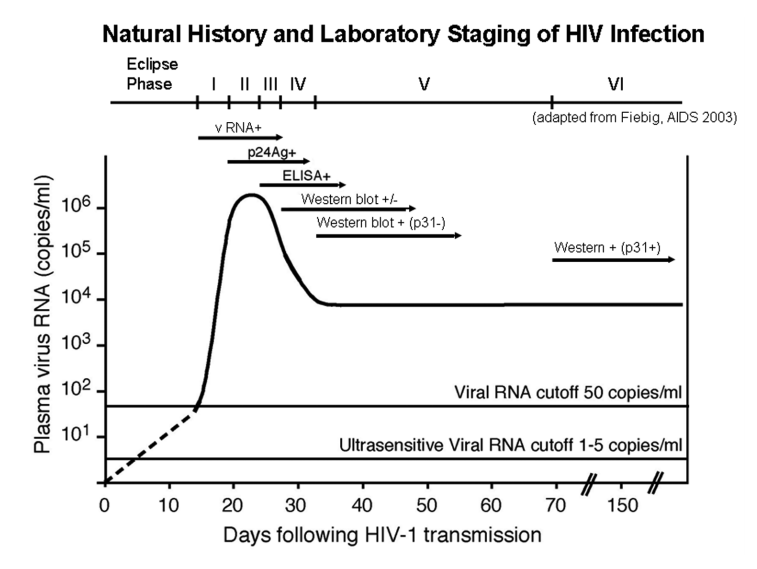 Natural History and Laboratory Staging of HIV Infection
Eclipse
Phase
I II III IV V VI
(adapted from Fiebig, AIDS 2003)
v RNA+
p24Ag+
ELISA+
Western blot +/-
Western blot + (p31-)
Western + (p31+)
Plasma virus RNA (copies/ml)
10⁶
10⁵
10⁴
10³
10²
10¹
Viral RNA cutoff 50 copies/ml
Ultrasensitive Viral RNA cutoff 1-5 copies/ml
0 10 20 30 40 50 60 70 150
Days following HIV-1 transmission